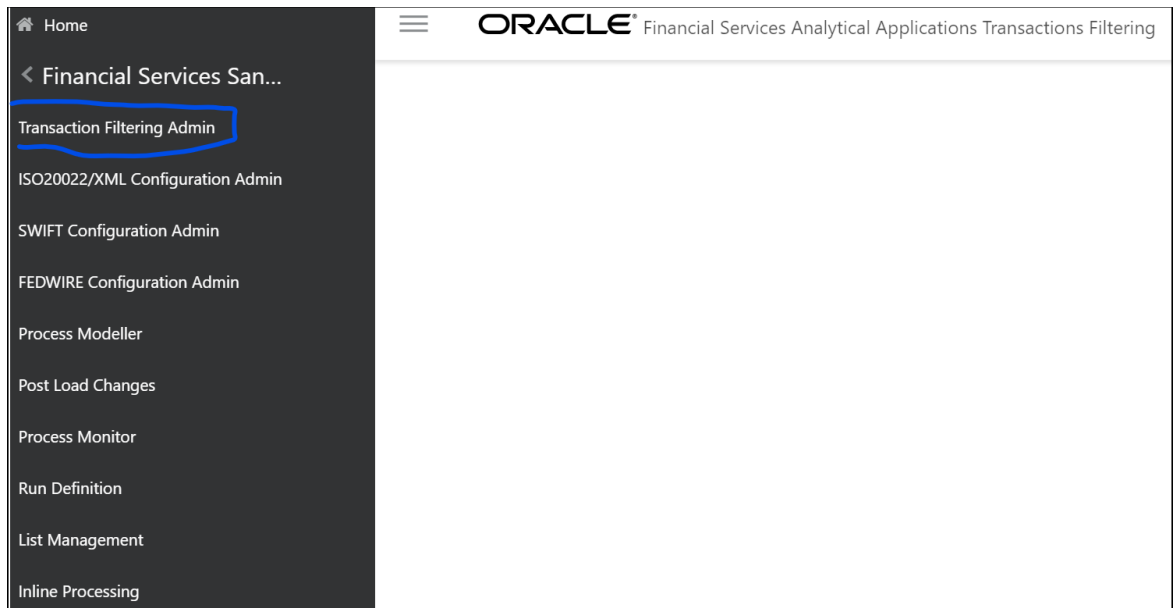 Home
ORACLE® Financial Services Analytical Applications Transactions Filtering
Financial Services San...
Transaction Filtering Admin
ISO20022/XML Configuration Admin
SWIFT Configuration Admin
FEDWIRE Configuration Admin
Process Modeller
Post Load Changes
Process Monitor
Run Definition
List Management
Inline Processing